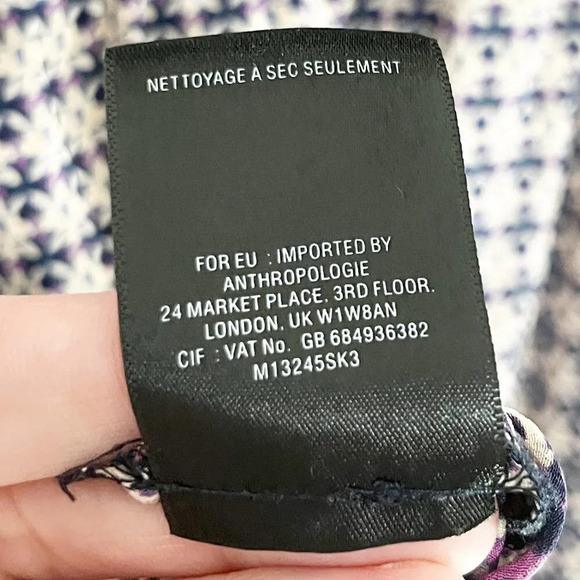 NETTOYAGE À SEC SEULEMENT
FOR EU : IMPORTED BY
ANTHROPOLOGIE
24 MARKET PLACE, 3RD FLOOR.
LONDON, UK W1W8AN
CIF : VAT No. GB 684936382
M13245SK3